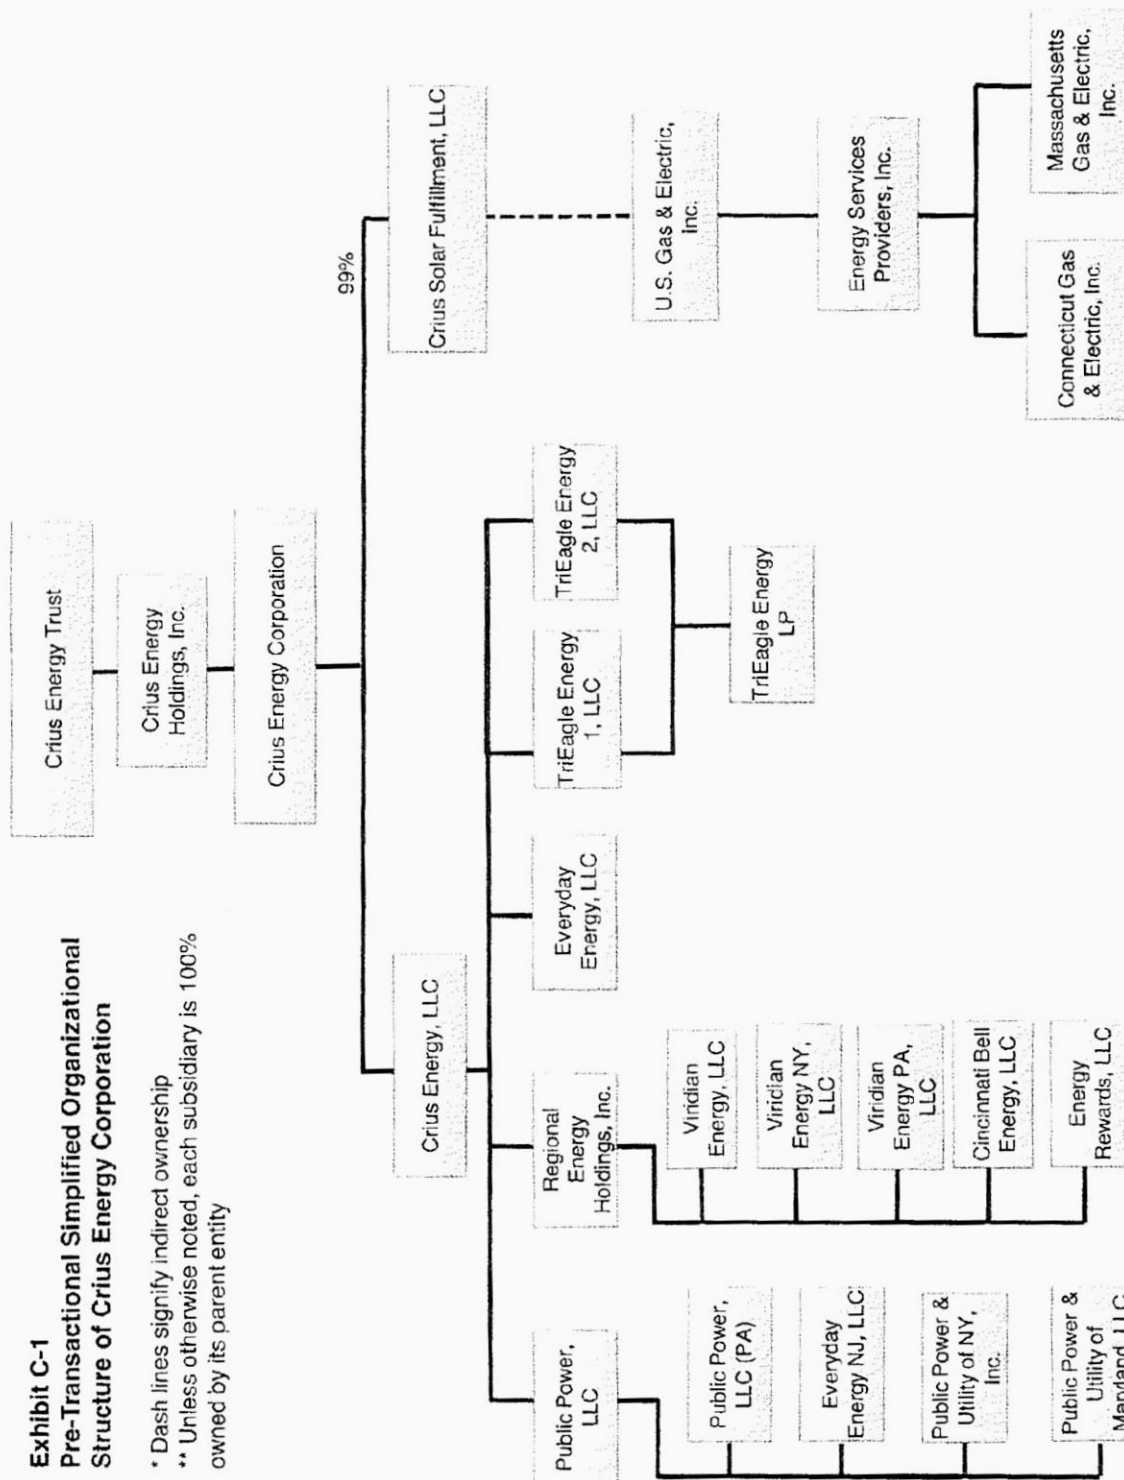 Exhibit C-1
Pre-Transactional Simplified Organizational
Structure of Crius Energy Corporation
* Dash lines signify indirect ownership
** Unless otherwise noted, each subsidiary is 100%
owned by its parent entity
Crius Energy Trust
Crius Energy
Holdings, Inc.
Crius Energy Corporation
99%
Crius Energy, LLC
Crius Solar Fulfillment, LLC
Public Power,
LLC
Regional
Energy
Holdings, Inc.
Everyday
Energy, LLC
TriEagle Energy
1, LLC
TriEagle Energy
2, LLC
U.S. Gas & Electric,
Inc.
Public Power,
LLC (PA)
Everyday
Energy NJ, LLC
Public Power &
Utility of NY,
Inc.
Public Power &
Utility of
Maryland, LLC
Viridian
Energy, LLC
Viridian
Energy NY,
LLC
Viridian
Energy PA,
LLC
Cincinnati Bell
Energy, LLC
Energy
Rewards, LLC
TriEagle Energy
LP
Energy Services
Providers, Inc.
Connecticut Gas
& Electric, Inc.
Massachusetts
Gas & Electric,
Inc.